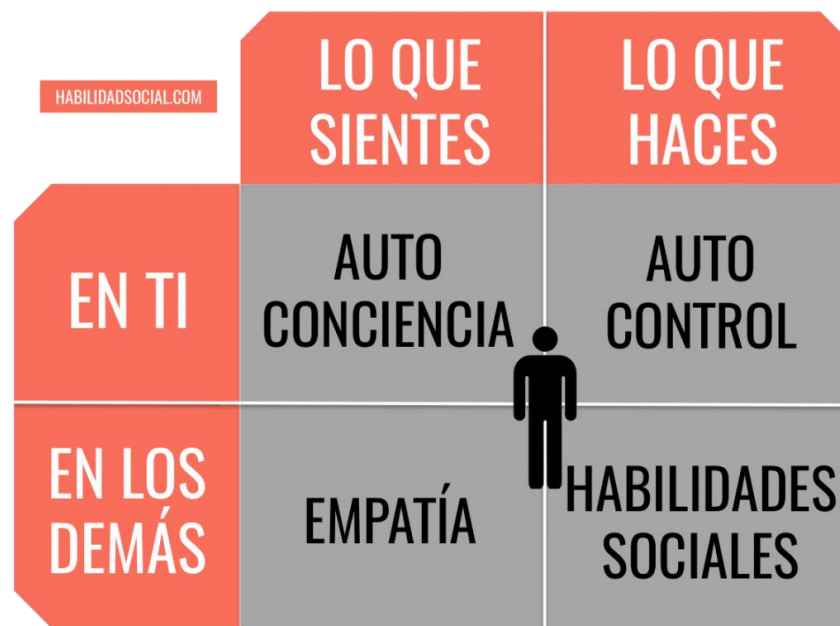 HABILIDADSOCIAL.COM
LO QUE
SIENTES
LO QUE
HACES
EN TI
AUTO
CONCIENCIA
AUTO
CONTROL
EN LOS
DEMÁS
EMPATÍA
HABILIDADES
SOCIALES